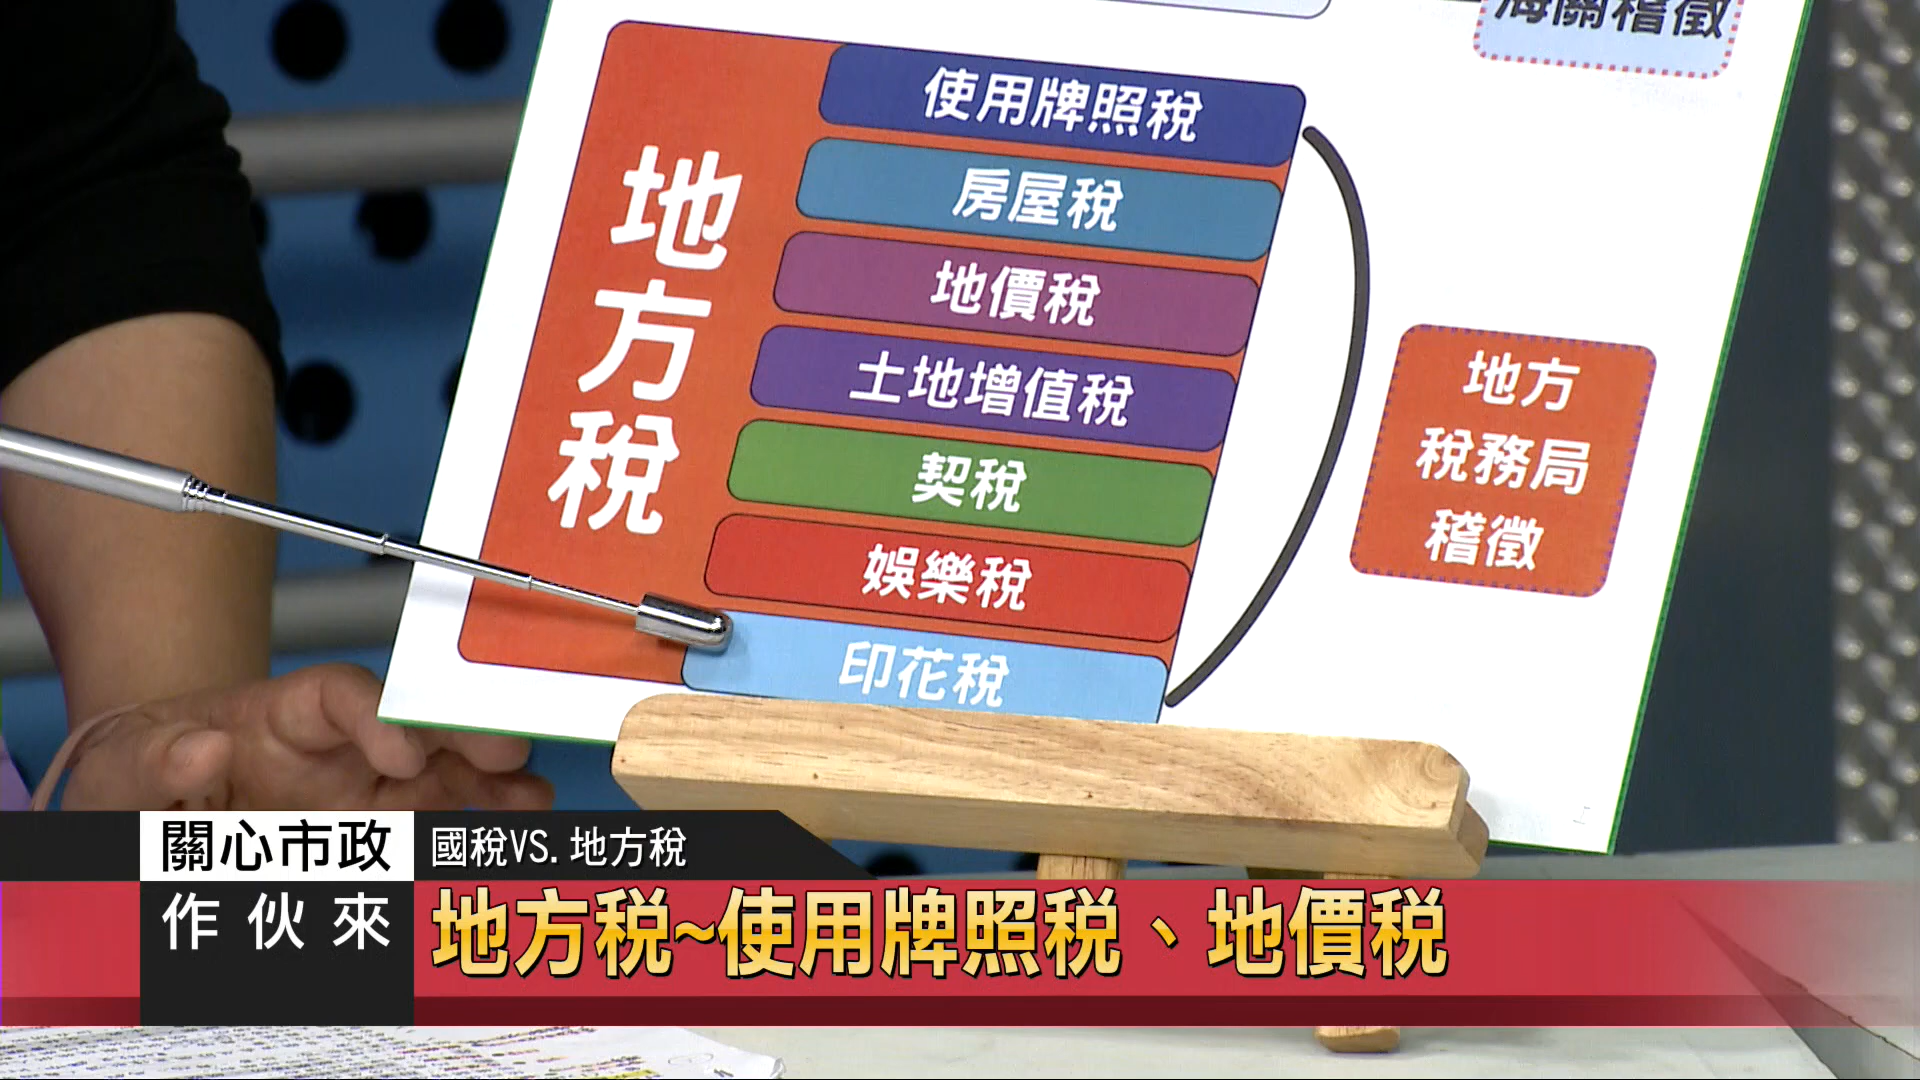 海關稽徵
地方稅
使用牌照稅
房屋稅
地價稅
土地增值稅
契稅
娛樂稅
印花稅
地方
稅務局
稽徵
關心市政
作伙來
國稅VS.地方稅
地方稅~使用牌照稅、地價稅